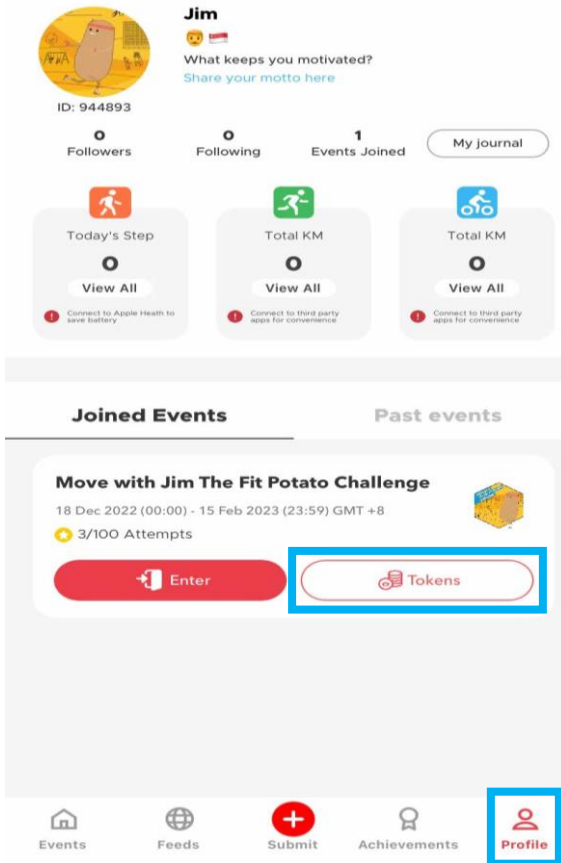 Jim
What keeps you motivated?
Share your motto here
ID: 944893
0 0 1
Followers Following Events Joined
My journal
Today's Step Total KM Total KM
0 0 0
View All View All View All
Connect to Apple Heath to save battery
Connect to third party apps for convenience
Connect to third party apps for convenience
Joined Events Past events
Move with Jim The Fit Potato Challenge
18 Dec 2022 (00:00) - 15 Feb 2023 (23:59) GMT +8
3/100 Attempts
Enter Tokens
Events Feeds Submit Achievements Profile